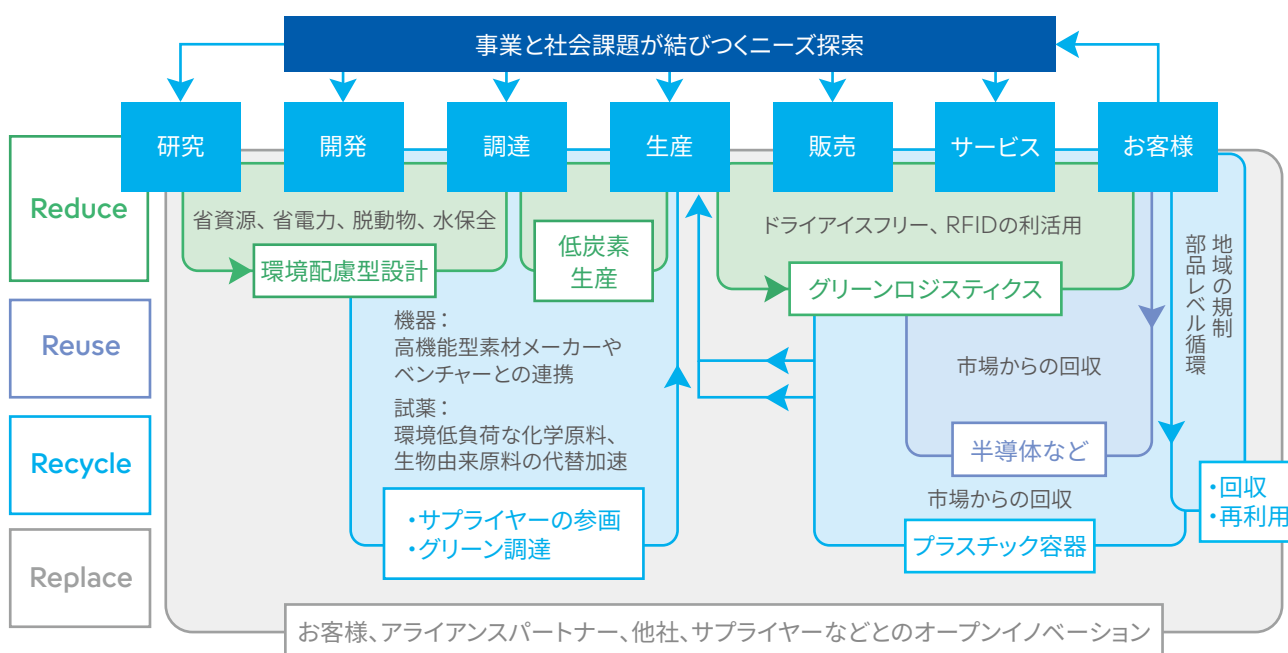 事業と社会課題が結びつくニーズ探索
研究
開発
調達
生産
販売
サービス
お客様
Reduce
省資源、省電力、脱動物、水保全
環境配慮型設計
低炭素
生産
ドライアイスフリー、RFIDの利活用
グリーンロジスティクス
地域の規制
部品レベル循環
Reuse
機器：
高機能型素材メーカーや
ベンチャーとの連携
試薬：
環境低負荷な化学原料、
生物由来原料の代替加速
市場からの回収
半導体など
Recycle
・サプライヤーの参画
・グリーン調達
市場からの回収
プラスチック容器
・回収
・再利用
Replace
お客様、アライアンスパートナー、他社、サプライヤーなどとのオープンイノベーション